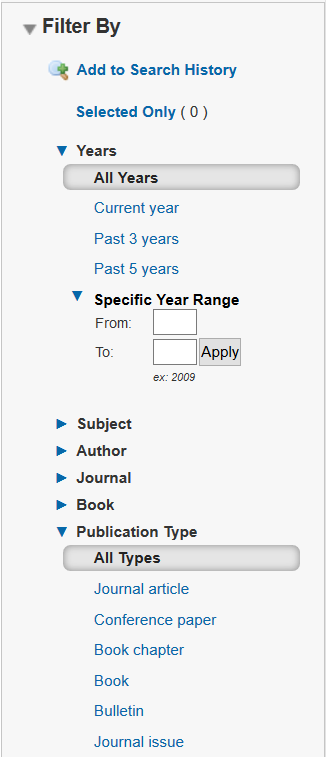 Filter By
Add to Search History
Selected Only ( 0 )
Years
All Years
Current year
Past 3 years
Past 5 years
Specific Year Range
From:
To: Apply
ex: 2009
Subject
Author
Journal
Book
Publication Type
All Types
Journal article
Conference paper
Book chapter
Book
Bulletin
Journal issue